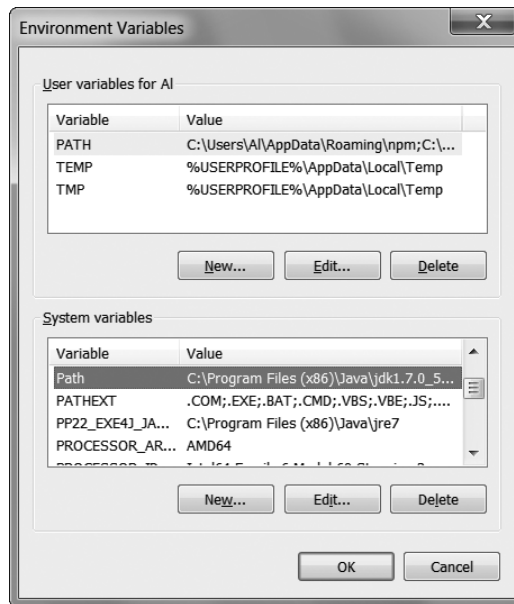 Environment Variables
User variables for Al
Variable Value
PATH C:\Users\Al\AppData\Roaming\npm;C:\...
TEMP %USERPROFILE%\AppData\Local\Temp
TMP %USERPROFILE%\AppData\Local\Temp
New... Edit... Delete
System variables
Variable Value
Path C:\Program Files (x86)\Java\jdk1.7.0_5...
PATHEXT .COM;.EXE;.BAT;.CMD;.VBS;.VBE;.JS;....
PP22_EXE4J_JA... C:\Program Files (x86)\Java\jre7
PROCESSOR_AR... AMD64
New... Edit... Delete
OK Cancel